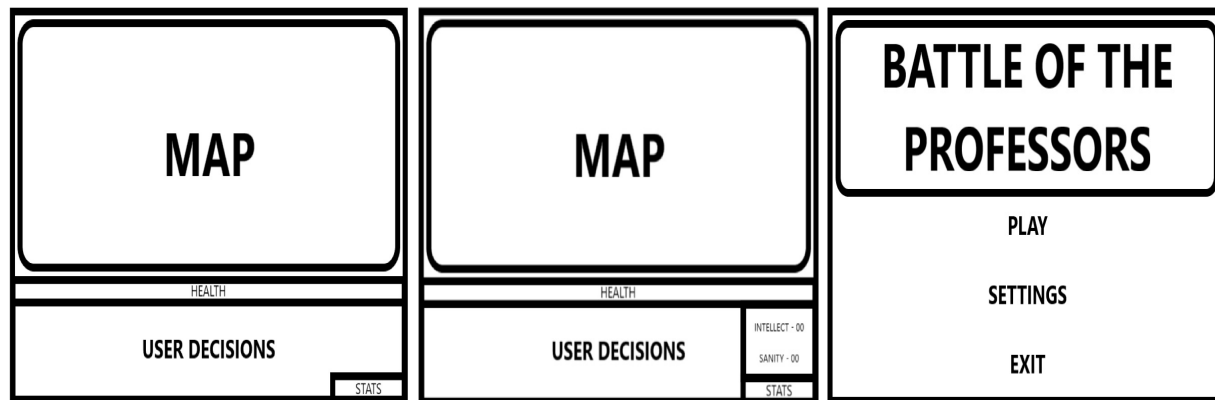 MAP
HEALTH
USER DECISIONS
STATS
MAP
HEALTH
INTELLECT - 00
USER DECISIONS
SANITY - 00
STATS
BATTLE OF THE
PROFESSORS
PLAY
SETTINGS
EXIT